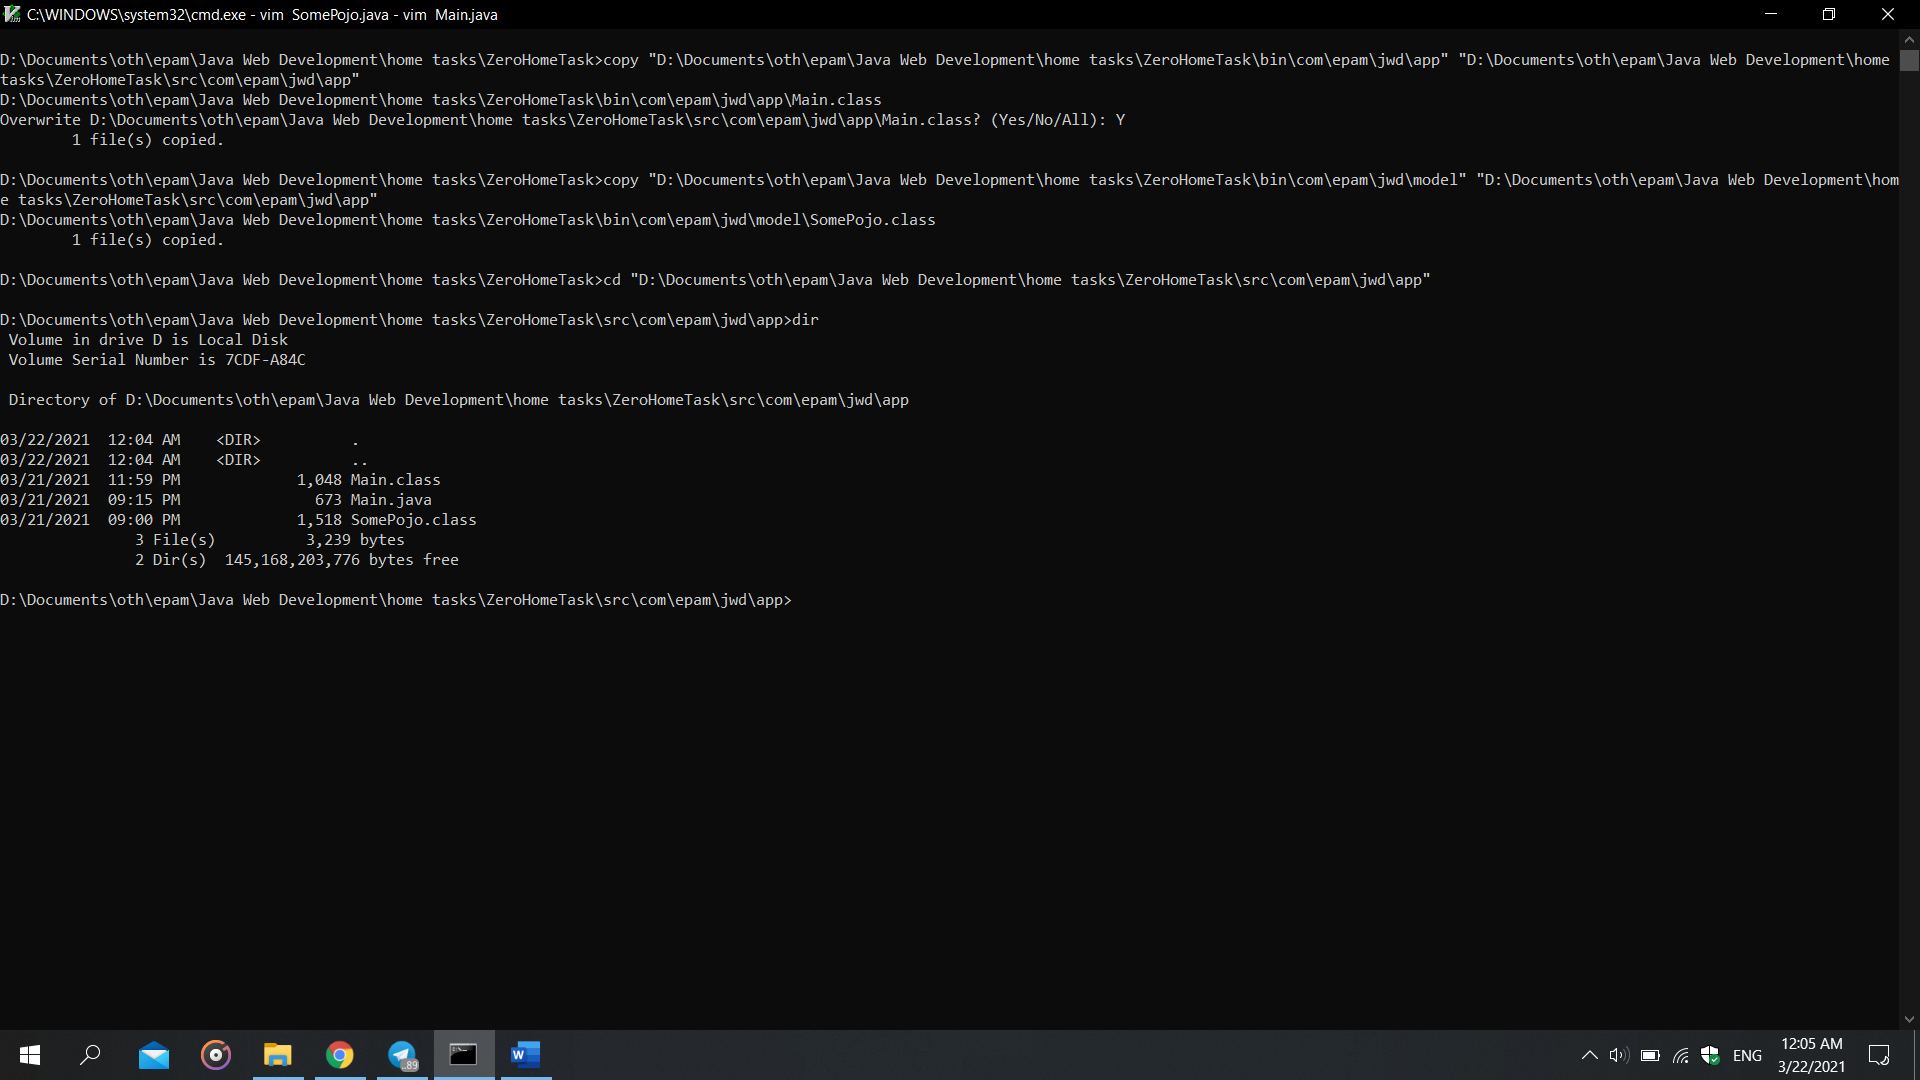 C:\WINDOWS\system32\cmd.exe - vim  SomePojo.java - vim  Main.java
D:\Documents\oth\epam\Java Web Development\home tasks\ZeroHomeTask>copy "D:\Documents\oth\epam\Java Web Development\home tasks\ZeroHomeTask\bin\com\epam\jwd\app" "D:\Documents\oth\epam\Java Web Development\home
tasks\ZeroHomeTask\src\com\epam\jwd\app"
D:\Documents\oth\epam\Java Web Development\home tasks\ZeroHomeTask\bin\com\epam\jwd\app\Main.class
Overwrite D:\Documents\oth\epam\Java Web Development\home tasks\ZeroHomeTask\src\com\epam\jwd\app\Main.class? (Yes/No/All): Y
        1 file(s) copied.
D:\Documents\oth\epam\Java Web Development\home tasks\ZeroHomeTask>copy "D:\Documents\oth\epam\Java Web Development\home tasks\ZeroHomeTask\bin\com\epam\jwd\model" "D:\Documents\oth\epam\Java Web Development\hom
e tasks\ZeroHomeTask\src\com\epam\jwd\app"
D:\Documents\oth\epam\Java Web Development\home tasks\ZeroHomeTask\bin\com\epam\jwd\model\SomePojo.class
        1 file(s) copied.
D:\Documents\oth\epam\Java Web Development\home tasks\ZeroHomeTask>cd "D:\Documents\oth\epam\Java Web Development\home tasks\ZeroHomeTask\src\com\epam\jwd\app"
D:\Documents\oth\epam\Java Web Development\home tasks\ZeroHomeTask\src\com\epam\jwd\app>dir
 Volume in drive D is Local Disk
 Volume Serial Number is 7CDF-A84C
 Directory of D:\Documents\oth\epam\Java Web Development\home tasks\ZeroHomeTask\src\com\epam\jwd\app
03/22/2021  12:04 AM    <DIR>          .
03/22/2021  12:04 AM    <DIR>          ..
03/21/2021  11:59 PM             1,048 Main.class
03/21/2021  09:15 PM               673 Main.java
03/21/2021  09:00 PM             1,518 SomePojo.class
               3 File(s)          3,239 bytes
               2 Dir(s)  145,168,203,776 bytes free
D:\Documents\oth\epam\Java Web Development\home tasks\ZeroHomeTask\src\com\epam\jwd\app>
..89
W
ENG
12:05 AM
3/22/2021